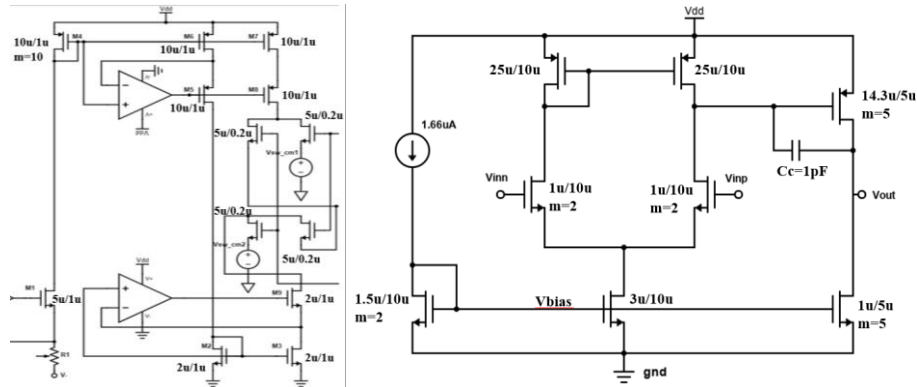 Vdd
M4
M6
M7
10u/1u
m=10
10u/1u
10u/1u
M5
M8
10u/1u
10u/1u
5u/0.2u
5u/0.2u
Vsw_cm1
5u/0.2u
Vsw_cm2
5u/0.2u
Vdd
M1
5u/1u
M9
2u/1u
M2
M3
R1
2u/1u
2u/1u
V-
Vdd
25u/10u
25u/10u
14.3u/5u
m=5
1.66uA
Cc=1pF
Vinn
1u/10u
m=2
1u/10u
m=2
Vinp
Vout
1.5u/10u
m=2
Vbias
3u/10u
1u/5u
m=5
gnd